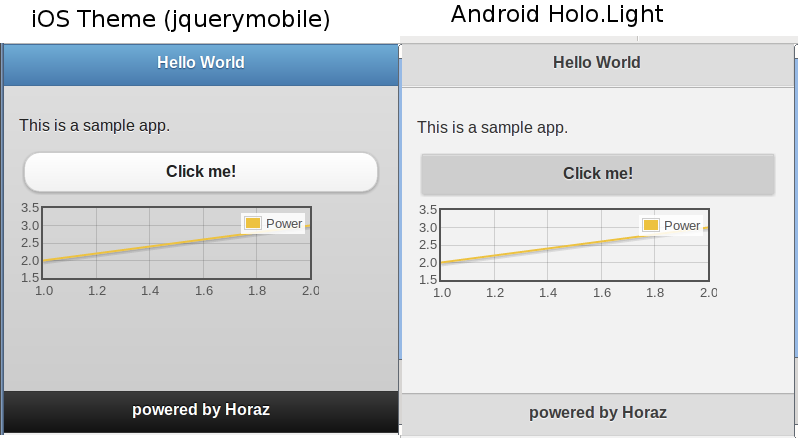 iOS Theme (jquerymobile)
Hello World
This is a sample app.
Click me!
3.5
3.0
2.5
2.0
1.5
Power
1.0 1.2 1.4 1.6 1.8 2.0
powered by Horaz
Android Holo.Light
Hello World
This is a sample app.
Click me!
3.5
3.0
2.5
2.0
1.5
Power
1.0 1.2 1.4 1.6 1.8 2.0
powered by Horaz